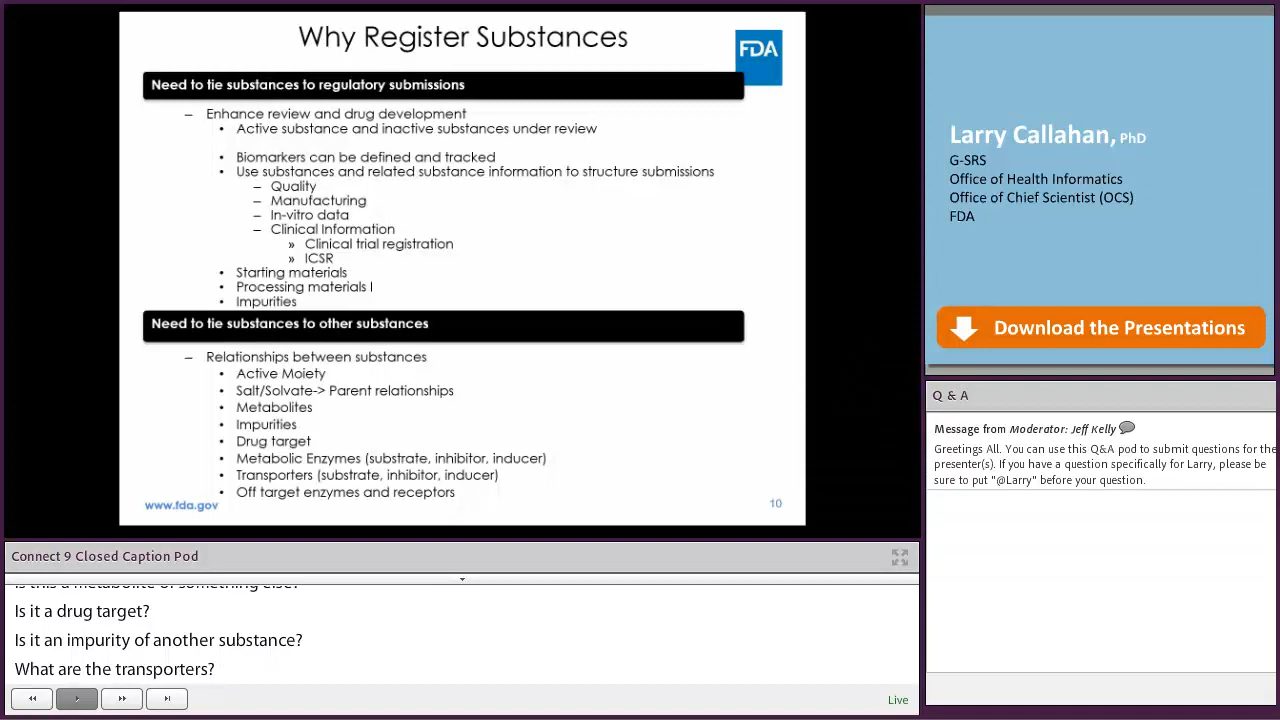 Why Register Substances
FDA
Need to tie substances to regulatory submissions
– Enhance review and drug development
• Active substance and inactive substances under review
• Biomarkers can be defined and tracked
• Use substances and related substance information to structure submissions
– Quality
– Manufacturing
– In-vitro data
– Clinical Information
» Clinical trial registration
» ICSR
• Starting materials
• Processing materials I
• Impurities
Need to tie substances to other substances
– Relationships between substances
• Active Moiety
• Salt/Solvate-> Parent relationships
• Metabolites
• Impurities
• Drug target
• Metabolic Enzymes (substrate, inhibitor, inducer)
• Transporters (substrate, inhibitor, inducer)
• Off target enzymes and receptors
www.fda.gov
10
Larry Callahan, PhD
G-SRS
Office of Health Informatics
Office of Chief Scientist (OCS)
FDA
Download the Presentations
Q & A
Message from Moderator: Jeff Kelly
Greetings All. You can use this Q&A pod to submit questions for the
presenter(s). If you have a question specifically for Larry, please be
sure to put "@Larry" before your question.
Connect 9 Closed Caption Pod
Is this a metabolite of something else?
Is it a drug target?
Is it an impurity of another substance?
What are the transporters?
Live